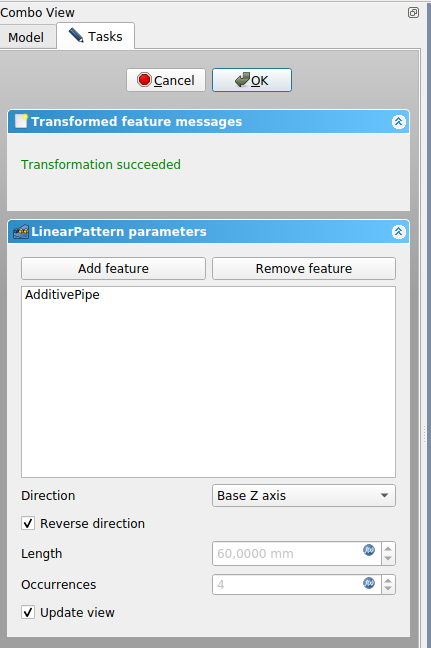 Combo View
Model
Tasks
Cancel
OK
Transformed feature messages
Transformation succeeded
LinearPattern parameters
Add feature
Remove feature
AdditivePipe
Direction
Base Z axis
Reverse direction
Length
60,0000 mm
Occurrences
4
Update view